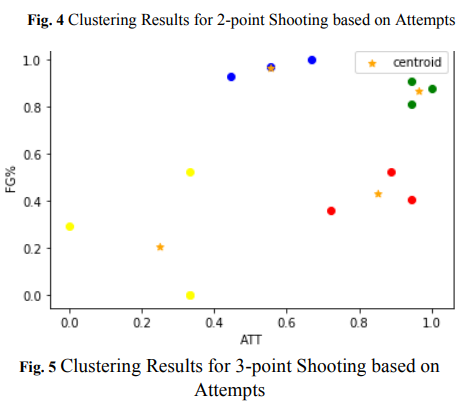 Fig. 4 Clustering Results for 2-point Shooting based on Attempts
centroid
1.0
0.8
0.6
0.4
0.2
0.0
FG%
0.0 0.2 0.4 0.6 0.8 1.0
ATT
Fig. 5 Clustering Results for 3-point Shooting based on
Attempts